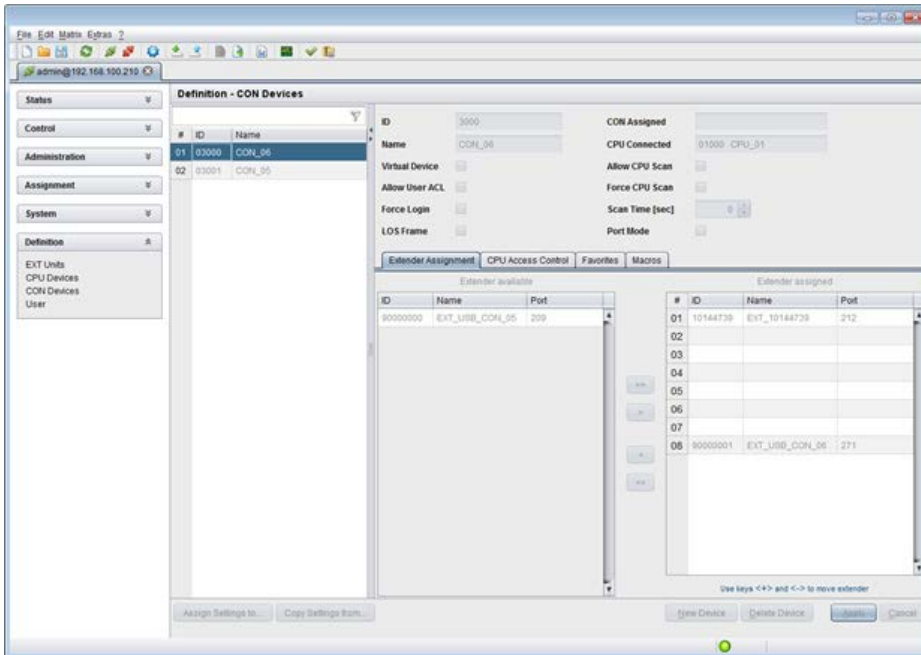 File Edit Matrix Extras ?
admin@192.168.100.210
Status
Control
Administration
Assignment
System
Definition
EXT Units
CPU Devices
CON Devices
User
Definition - CON Devices
# ID Name
01 03000 CON_06
02 03001 CON_05
ID 3000 CON Assigned
Name CON_06 CPU Connected 01000 CPU_01
Virtual Device Allow CPU Scan
Allow User ACL Force CPU Scan
Force Login Scan Time [sec] 0
LOS Frame Port Mode
Extender Assignment CPU Access Control Favorites Macros
Extender available
ID Name Port
90000000 EXT_USB_CON_05 209
>>
>
<
<<
Extender assigned
# ID Name Port
01 10144739 EXT_10144739 212
02
03
04
05
06
07
08 90000001 EXT_USB_CON_06 271
Use keys <+> and <-> to move extender
Assign Settings to... Copy Settings from... New Device Delete Device Apply Cancel